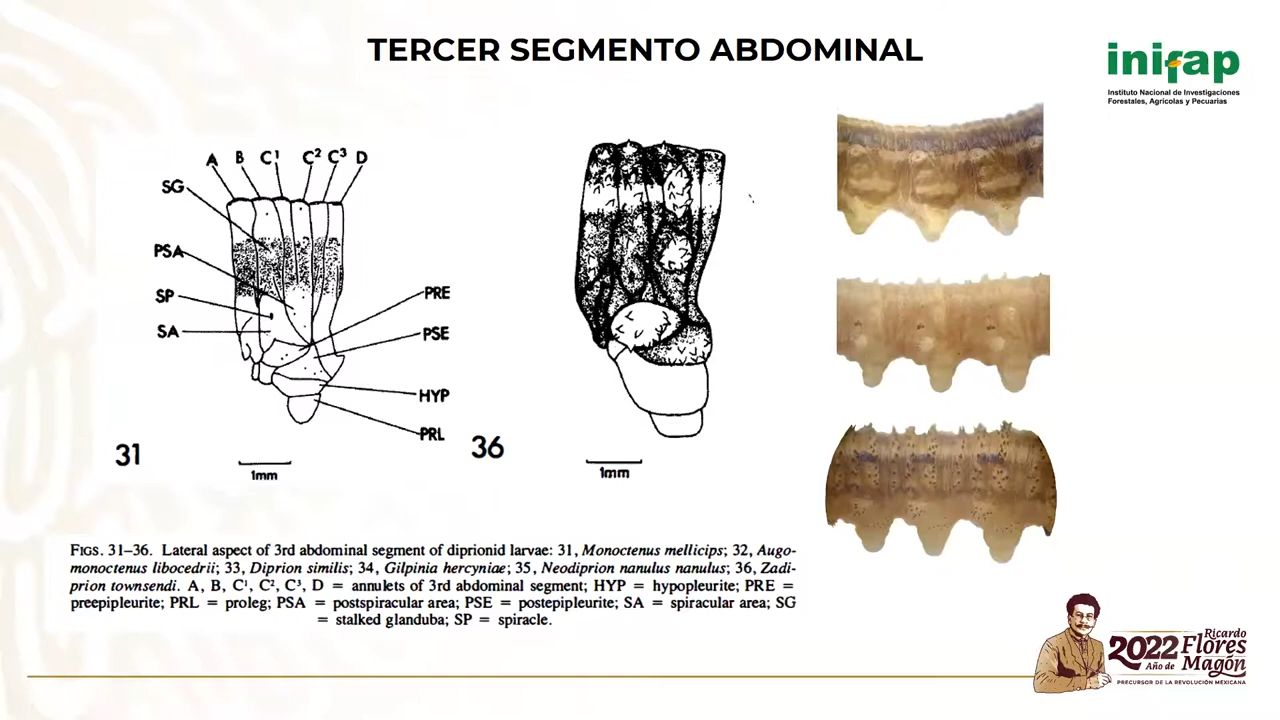 TERCER SEGMENTO ABDOMINAL
inifap
Instituto Nacional de Investigaciones
Forestales, Agrícolas y Pecuarias
A B C¹ C² C³ D
SG
PSA
SP
SA
PRE
PSE
HYP
PRL
31
1mm
36
1mm
FIGS. 31–36. Lateral aspect of 3rd abdominal segment of diprionid larvae: 31, Monoctenus mellicips; 32, Augo-
monoctenus libocedrii; 33, Diprion similis; 34, Gilpinia hercyniae; 35, Neodiprion nanulus nanulus; 36, Zadi-
prion townsendi. A, B, C¹, C², C³, D = annulets of 3rd abdominal segment; HYP = hypopleurite; PRE =
preepipleurite; PRL = proleg; PSA = postspiracular area; PSE = postepipleurite; SA = spiracular area; SG
= stalked glanduba; SP = spiracle.
2022
Año de
Ricardo
Flores
Magón
PRECURSOR DE LA REVOLUCIÓN MEXICANA